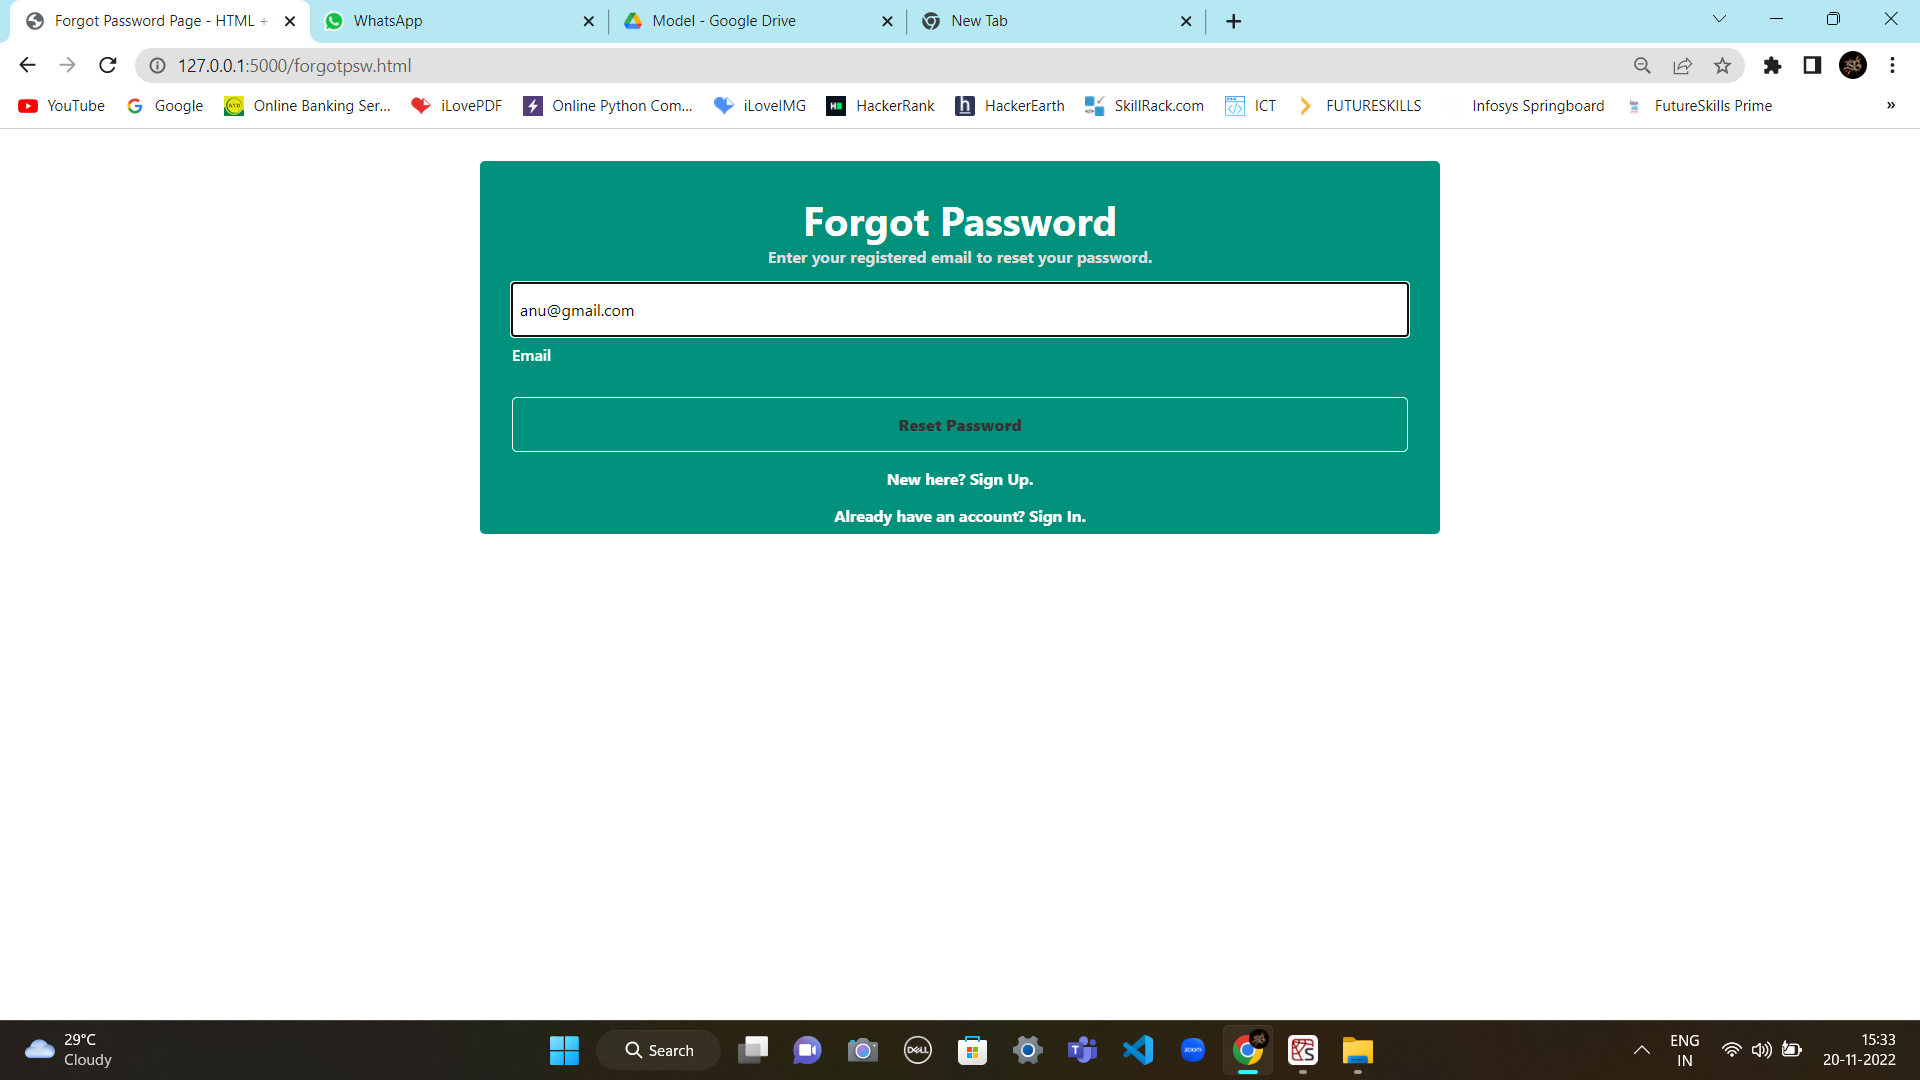 Forgot Password Page - HTML +
WhatsApp
Model - Google Drive
New Tab
127.0.0.1:5000/forgotpsw.html
YouTube
Google
Online Banking Ser...
iLovePDF
Online Python Com...
iLoveIMG
HackerRank
HackerEarth
SkillRack.com
ICT
FUTURESKILLS
Infosys Springboard
FutureSkills Prime
»
Forgot Password
Enter your registered email to reset your password.
anu@gmail.com
Email
Reset Password
New here? Sign Up.
Already have an account? Sign In.
29°C
Cloudy
Search
DELL
zoom
ENG
IN
15:33
20-11-2022